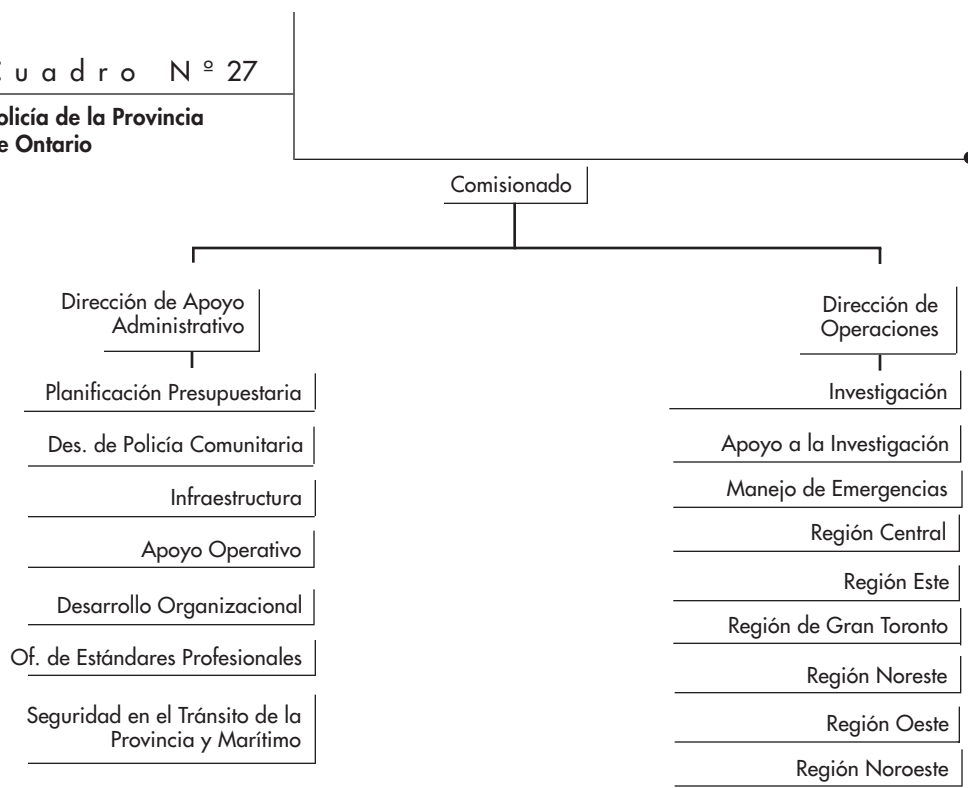 uadro Nº 27
olicía de la Provincia
e Ontario
Comisionado
Dirección de Apoyo
Administrativo
Planificación Presupuestaria
Des. de Policía Comunitaria
Infraestructura
Apoyo Operativo
Desarrollo Organizacional
Of. de Estándares Profesionales
Seguridad en el Tránsito de la
Provincia y Marítimo
Dirección de
Operaciones
Investigación
Apoyo a la Investigación
Manejo de Emergencias
Región Central
Región Este
Región de Gran Toronto
Región Noreste
Región Oeste
Región Noroeste